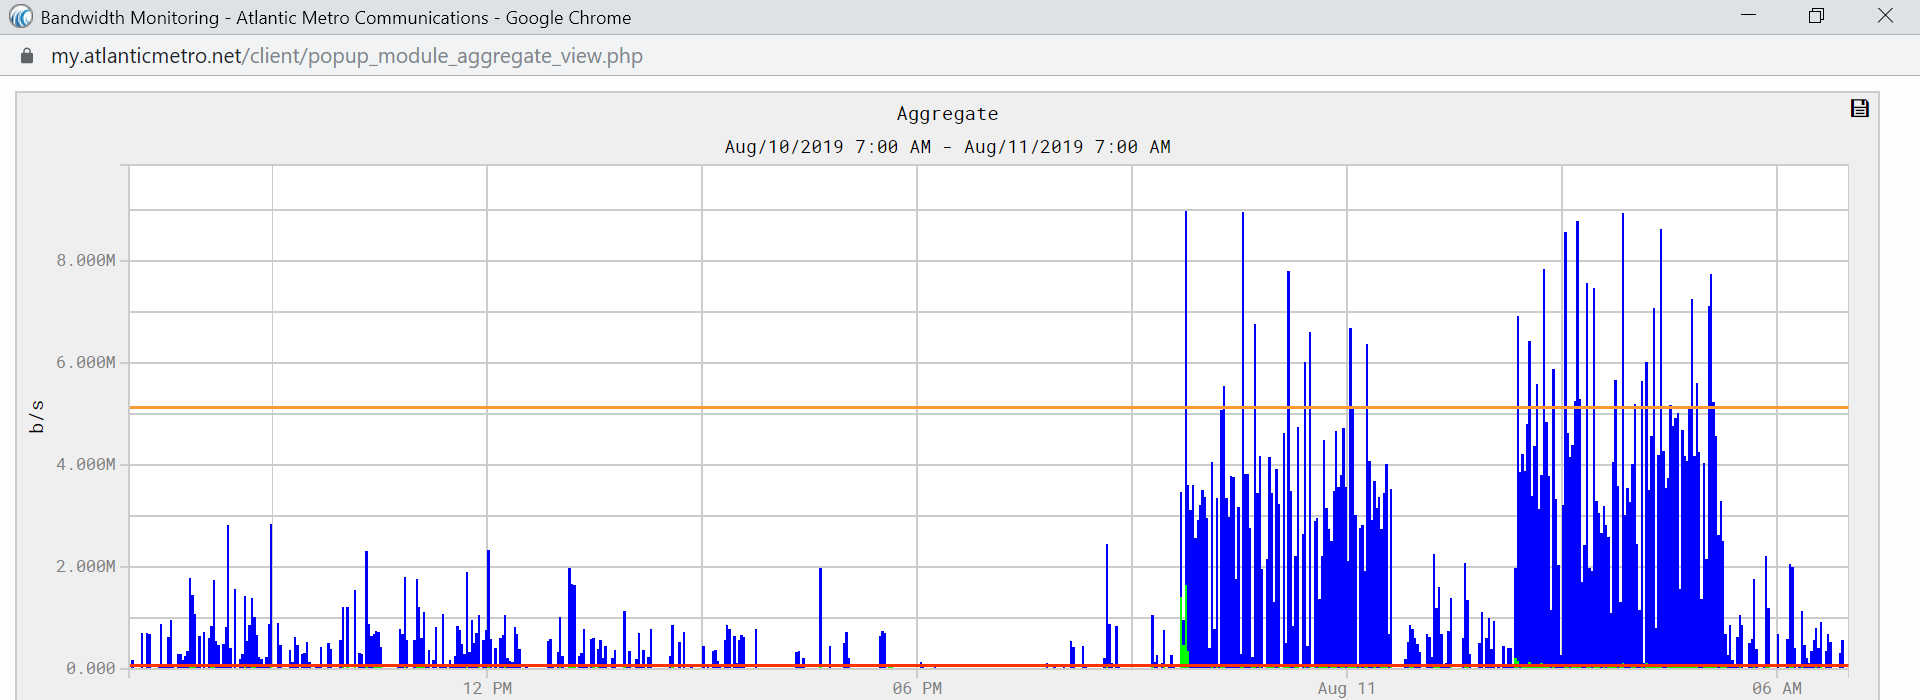 Bandwidth Monitoring - Atlantic Metro Communications - Google Chrome
my.atlanticmetro.net/client/popup_module_aggregate_view.php
Aggregate
Aug/10/2019 7:00 AM - Aug/11/2019 7:00 AM
8.000M
6.000M
b/s
4.000M
2.000M
0.000
12 PM 06 PM Aug 11 06 AM